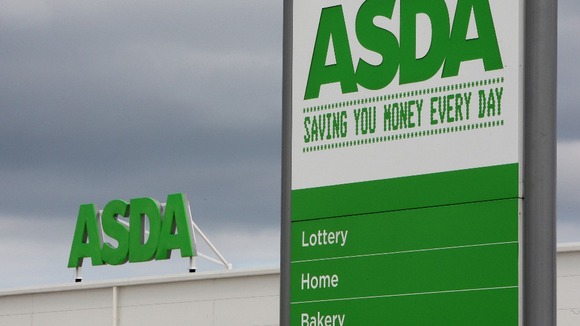 ASDA
SAVING YOU MONEY EVERY DAY
ASDA
Lottery
Home
Bakery